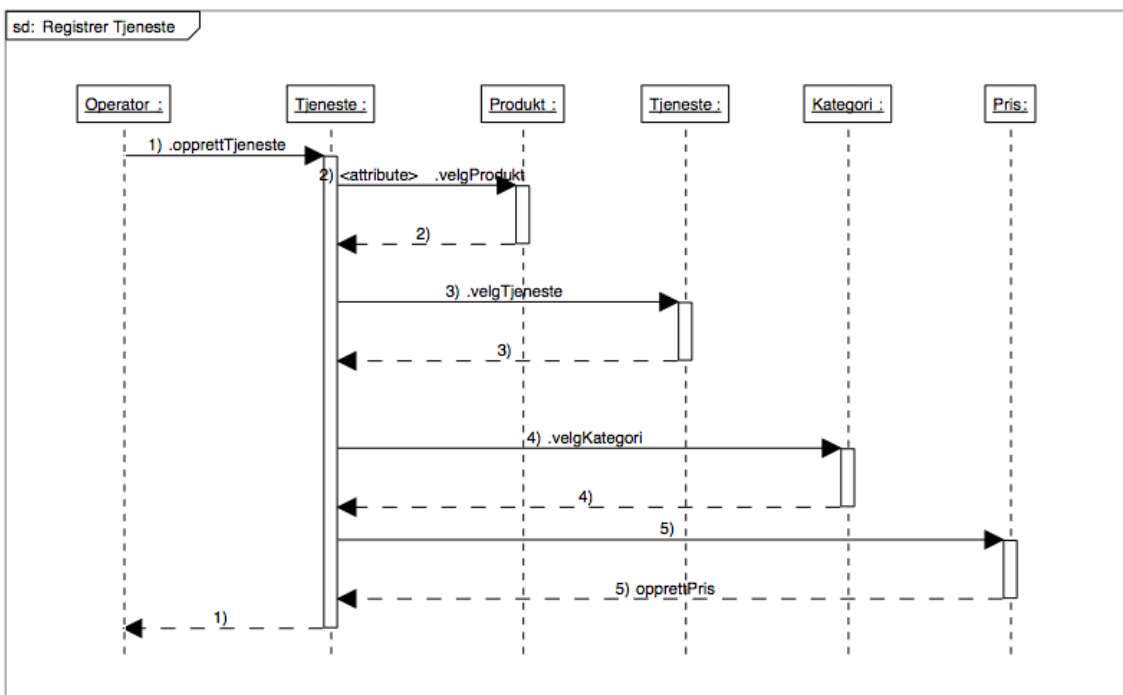 sd: Registrer Tjeneste
Operator :
Tjeneste :
Produkt :
Tjeneste :
Kategori :
Pris:
1) .opprettTjeneste
2) <attribute> .velgProdukt
2)
3) .velgTjeneste
3)
4) .velgKategori
4)
5)
5) opprettPris
1)